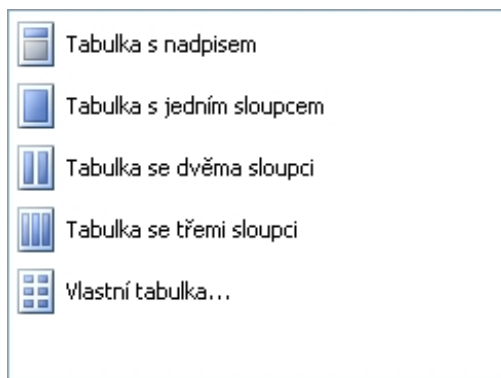 Tabulka s nadpisem
Tabulka s jedním sloupcem
Tabulka se dvěma sloupci
Tabulka se třemi sloupci
Vlastní tabulka...